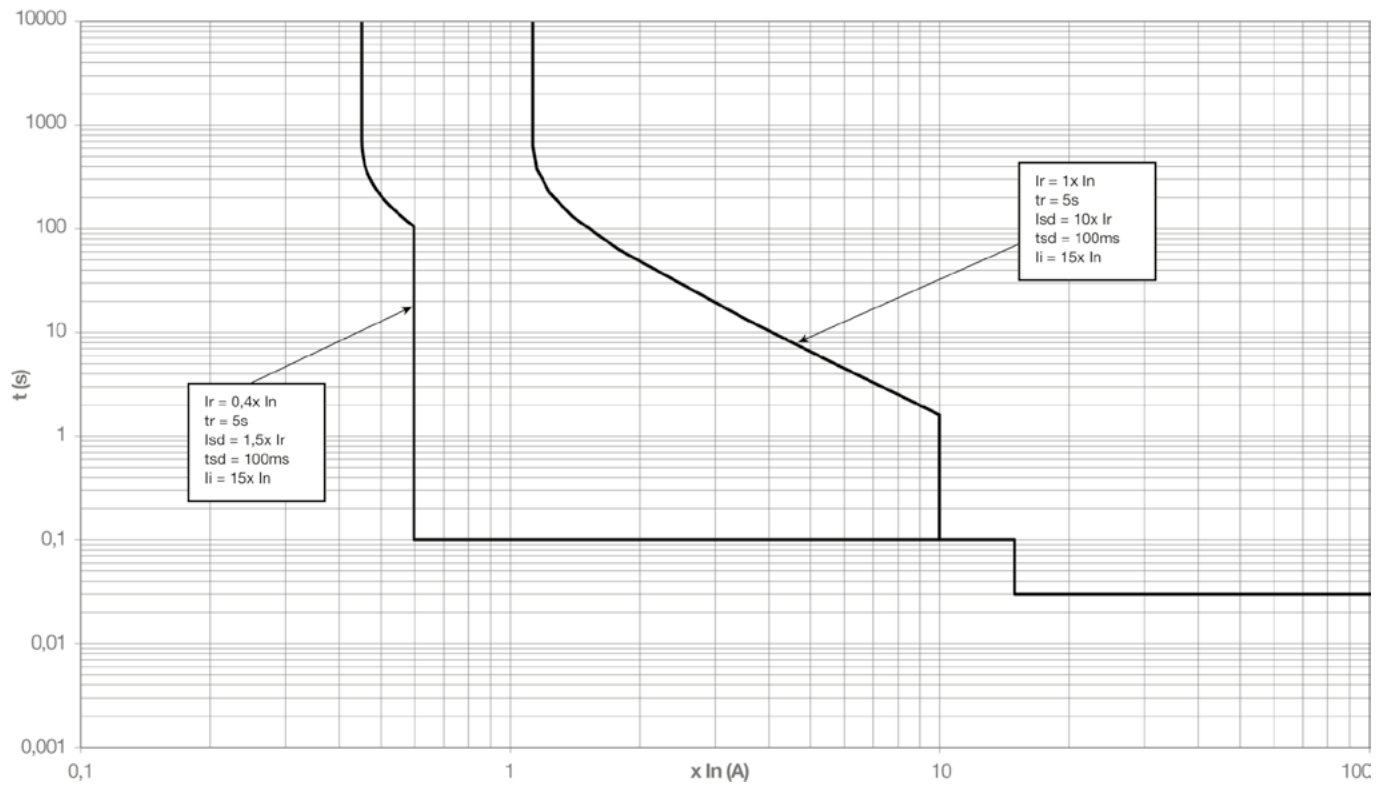 10000
1000
100
10
1
0,1
0,01
0,001
t (s)
0,1
1
x In (A)
10
100
Ir = 1x In
tr = 5s
Isd = 10x Ir
tsd = 100ms
Ii = 15x In
Ir = 0,4x In
tr = 5s
Isd = 1,5x Ir
tsd = 100ms
Ii = 15x In